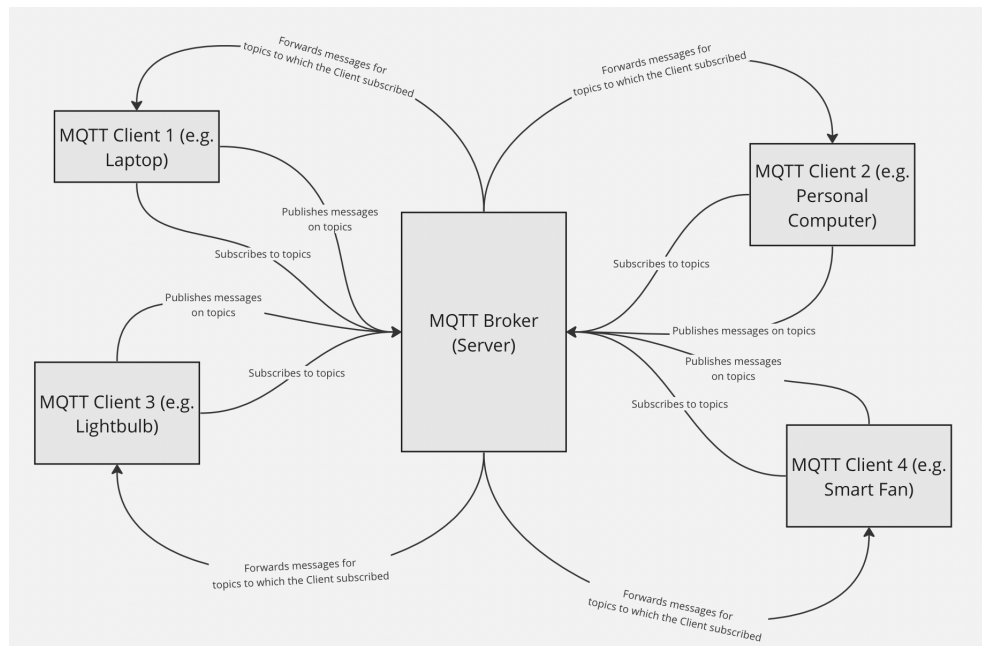 Forwards messages for
topics to which the Client subscribed
Forwards messages for
topics to which the Client subscribed
MQTT Client 1 (e.g.
Laptop)
MQTT Client 2 (e.g.
Personal
Computer)
Publishes messages
on topics
Subscribes to topics
Subscribes to topics
Publishes messages
on topics
MQTT Broker
(Server)
Publishes messages on topics
Publishes messages
on topics
Subscribes to topics
Subscribes to topics
MQTT Client 3 (e.g.
Lightbulb)
MQTT Client 4 (e.g.
Smart Fan)
Forwards messages for
topics to which the Client subscribed
Forwards messages for
topics to which the Client subscribed